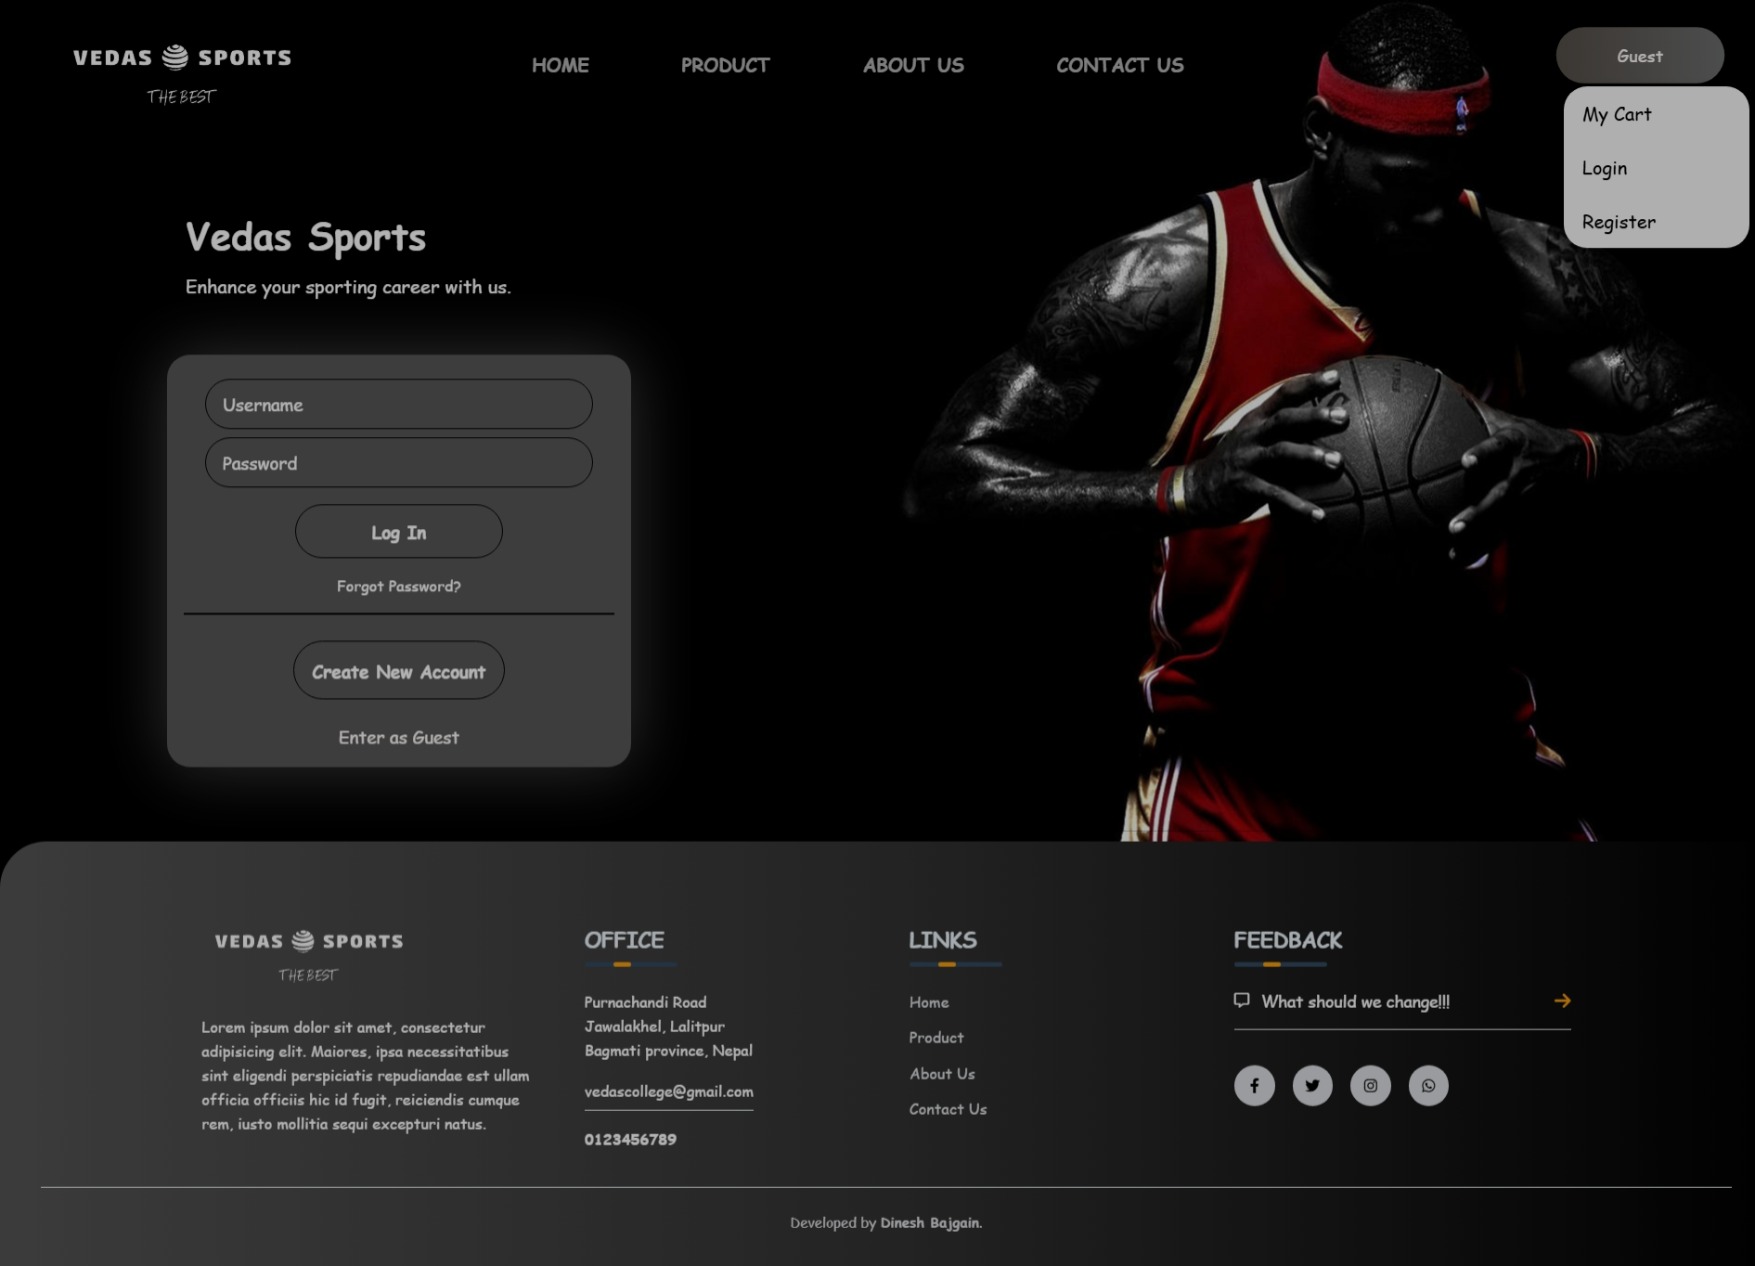 VEDAS SPORTS
THE BEST
HOME
PRODUCT
ABOUT US
CONTACT US
Guest
My Cart
Login
Register
Vedas Sports
Enhance your sporting career with us.
Username
Password
Log In
Forgot Password?
Create New Account
Enter as Guest
VEDAS SPORTS
THE BEST
Lorem ipsum dolor sit amet, consectetur
adipisicing elit. Maiores, ipsa necessitatibus
sint eligendi perspiciatis repudiandae est ullam
officia officiis hic id fugit, reiciendis cumque
rem, iusto mollitia sequi excepturi natus.
OFFICE
Purnachandi Road
Jawalakhel, Lalitpur
Bagmati province, Nepal
vedascollege@gmail.com
0123456789
LINKS
Home
Product
About Us
Contact Us
FEEDBACK
What should we change!!!
Developed by Dinesh Bajgain.